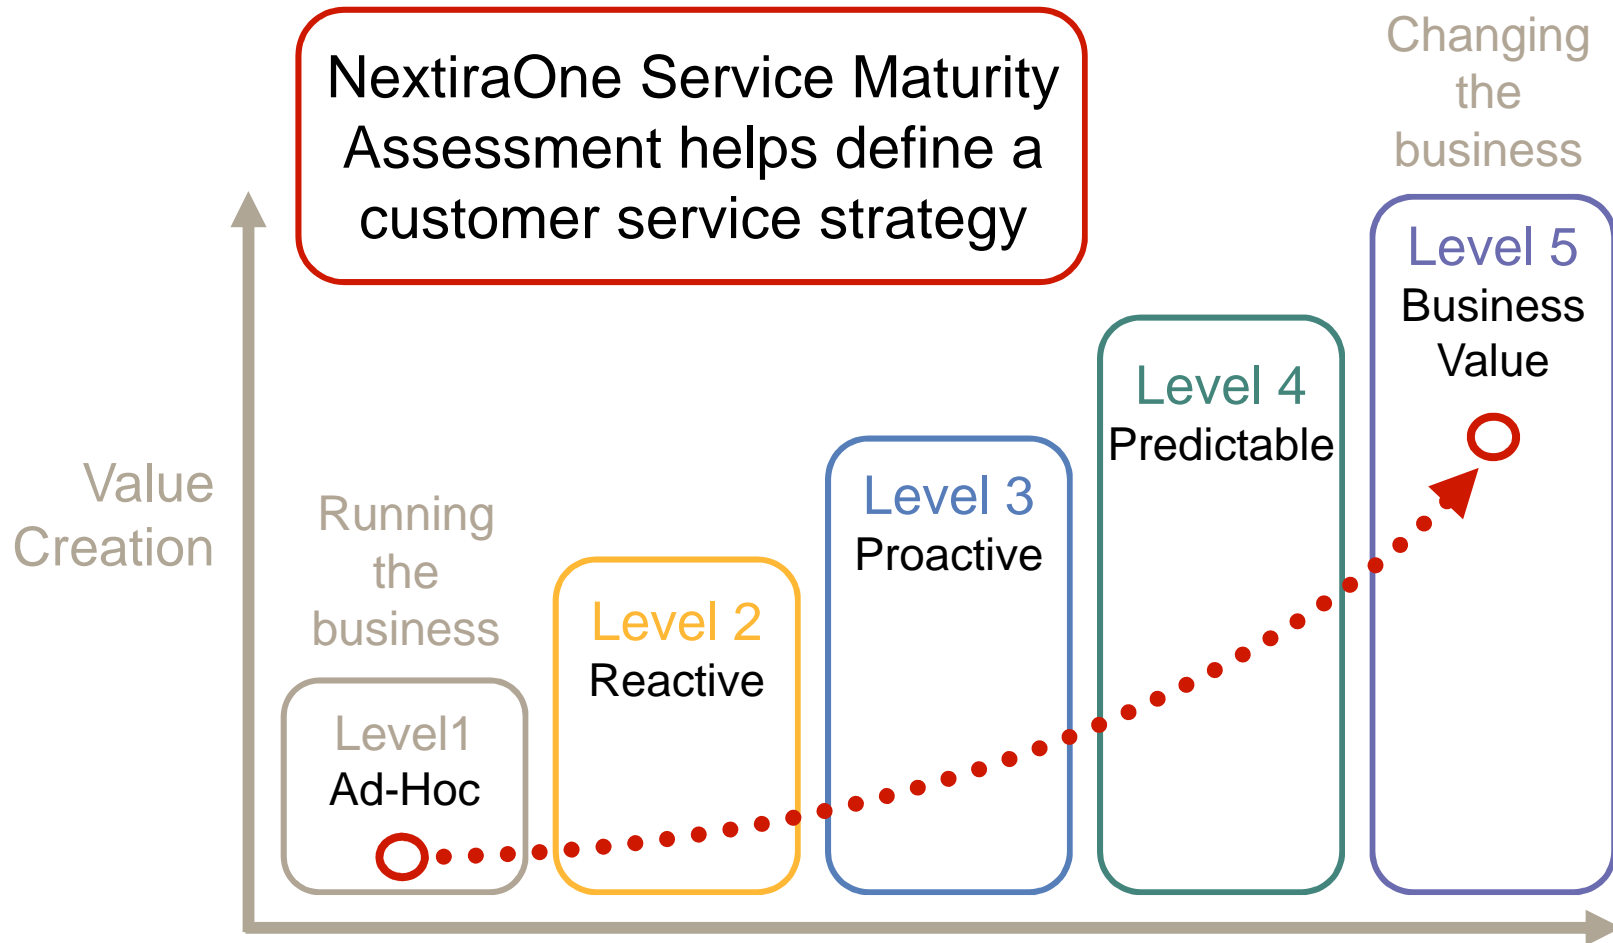 NextiraOne Service Maturity
Assessment helps define a
customer service strategy
Changing
the
business
Level 5
Business
Value
Level 4
Predictable
Level 3
Proactive
Value
Creation
Running
the
business
Level 2
Reactive
Level1
Ad-Hoc